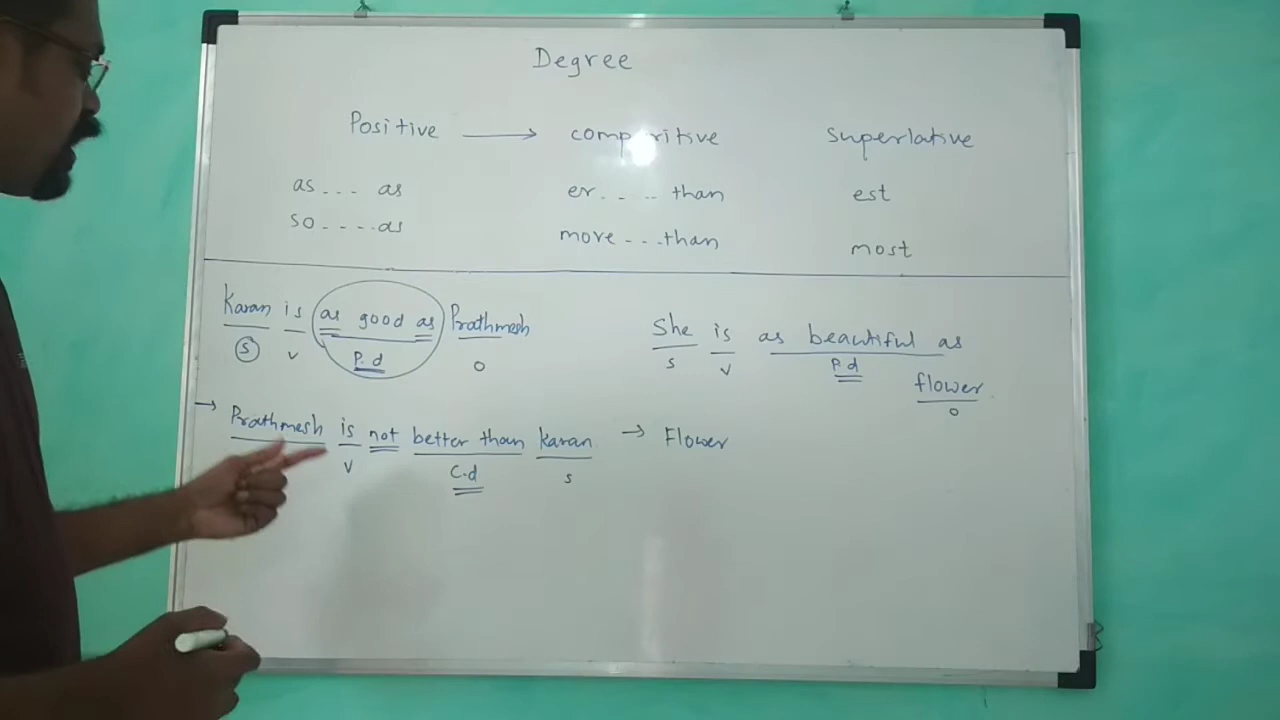 Degree
Positive → comparitive superlative
as... as er..... than est
so....as more...than most
Karan is as good as Prathmesh
S v P.d o
She is as beautiful as
s v P.d
flower
o
→ Prathmesh is not better than karan
v C.d s
→ Flower